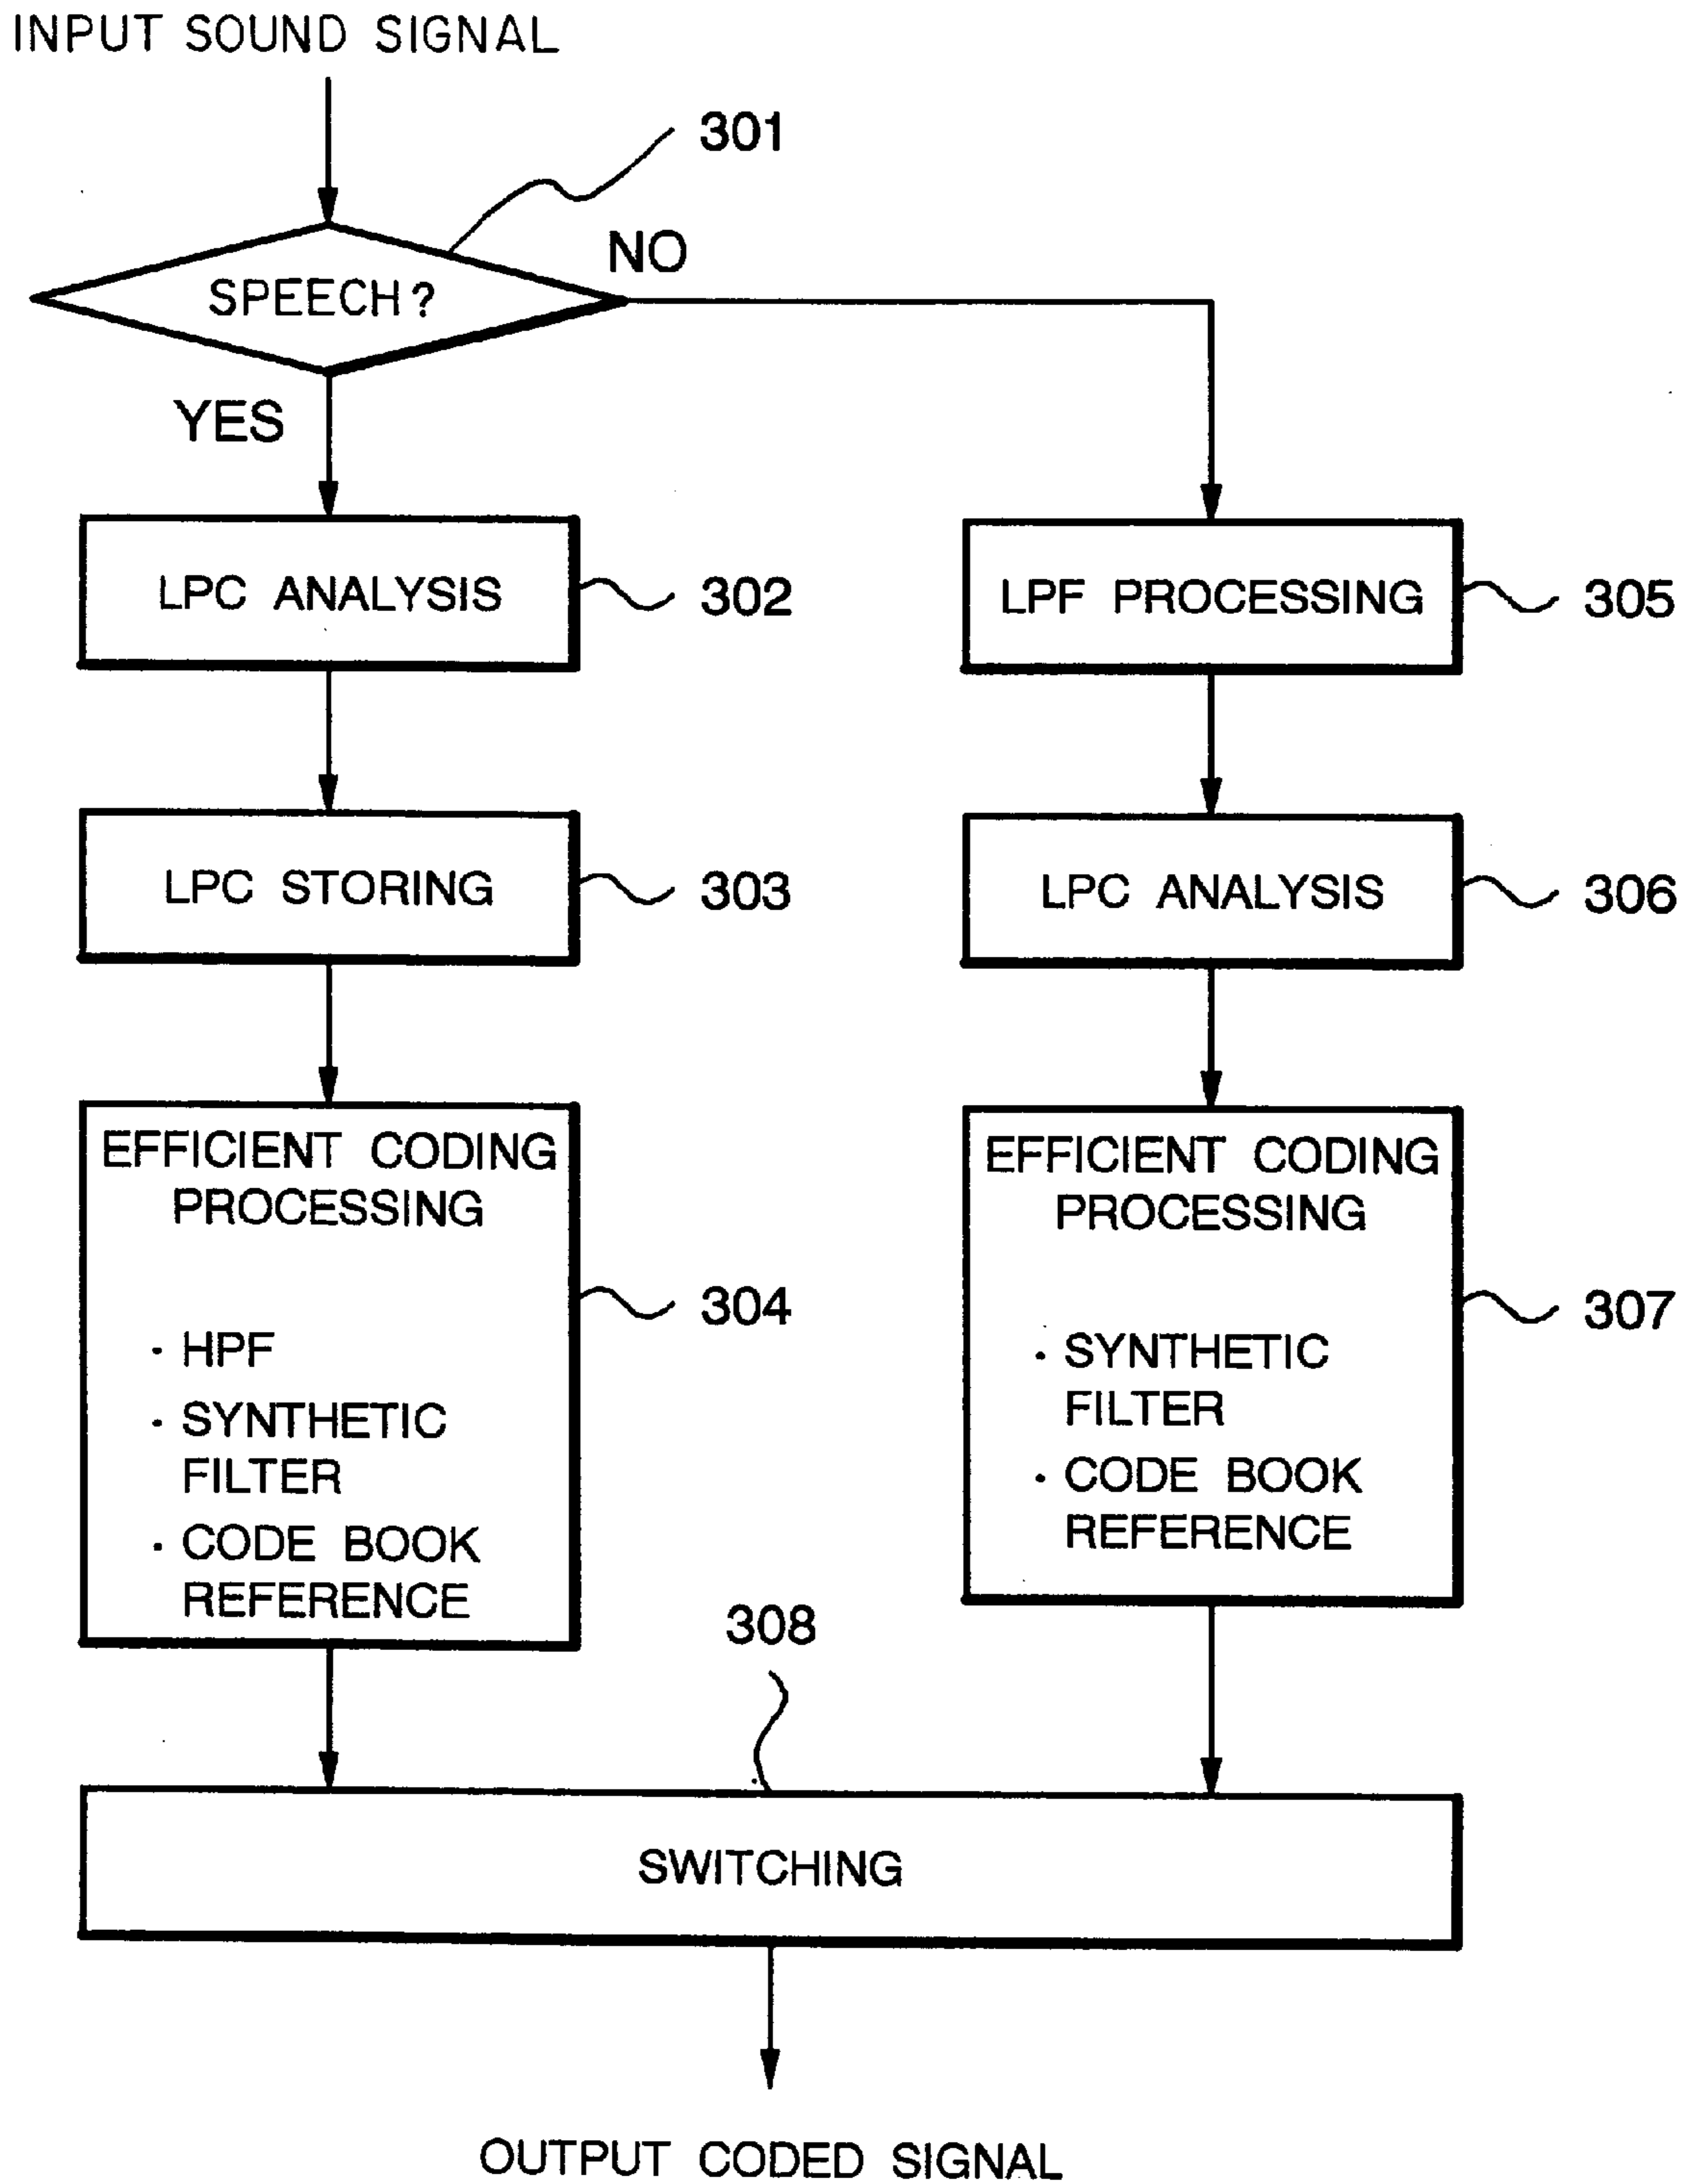 INPUT SOUND SIGNAL
301
SPEECH?
NO
YES
LPC ANALYSIS
302
LPF PROCESSING
305
LPC STORING
303
LPC ANALYSIS
306
EFFICIENT CODING
PROCESSING
· HPF
· SYNTHETIC
FILTER
· CODE BOOK
REFERENCE
304
EFFICIENT CODING
PROCESSING
· SYNTHETIC
FILTER
· CODE BOOK
REFERENCE
307
308
SWITCHING
OUTPUT CODED SIGNAL